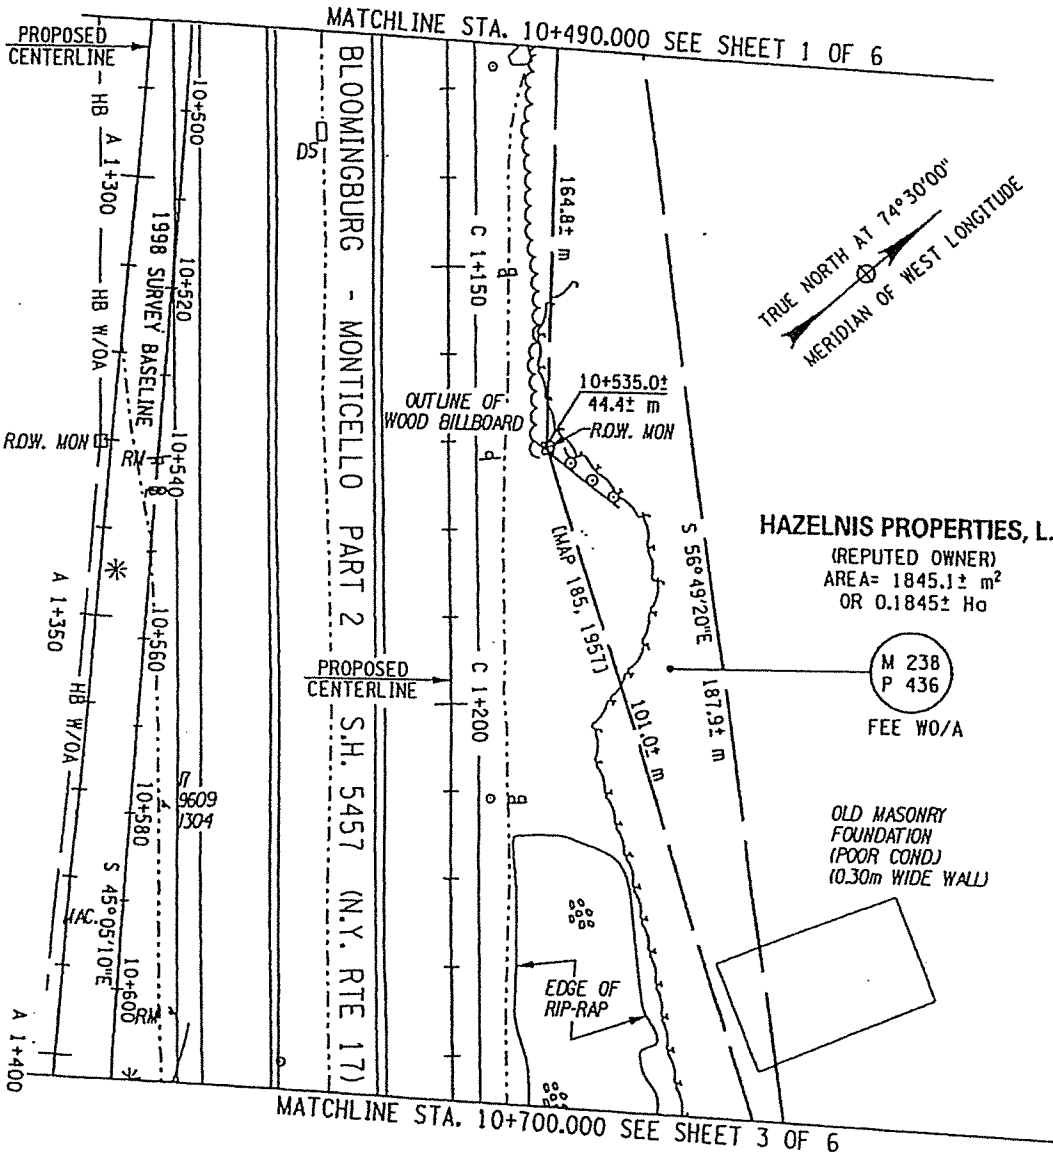 MATCHLINE STA. 10+490.000 SEE SHEET 1 OF 6
PROPOSED
CENTERLINE
HB
A 1+300
HB W/OA
10+500
1998 SURVEY BASELINE
10+520
DS
BLOOMINGBURG - MONTICELLO PART 2 S.H. 5457 (N.Y. RTE 17)
C 1+150
164.8± m
TRUE NORTH AT 74°30'00"
MERIDIAN OF WEST LONGITUDE
10+535.0±
44.4± m
R.O.W. MON
OUTLINE OF
WOOD BILLBOARD
R.O.W. MON
RM
10+540
HAZELNIS PROPERTIES, L.
(REPUTED OWNER)
AREA= 1845.1± m²
OR 0.1845± Ha
S 56°49'20"E 187.9± m
(MAP 185, 1957)
101.0± m
A 1+350
10+560
PROPOSED
CENTERLINE
C 1+200
M 238
P 436
FEE WO/A
HB W/OA
10+580
9609
1304
OLD MASONRY
FOUNDATION
(POOR COND.)
(0.30m WIDE WALL)
S 45°05'10"E
10+600
RM
EDGE OF
RIP-RAP
A 1+400
MATCHLINE STA. 10+700.000 SEE SHEET 3 OF 6